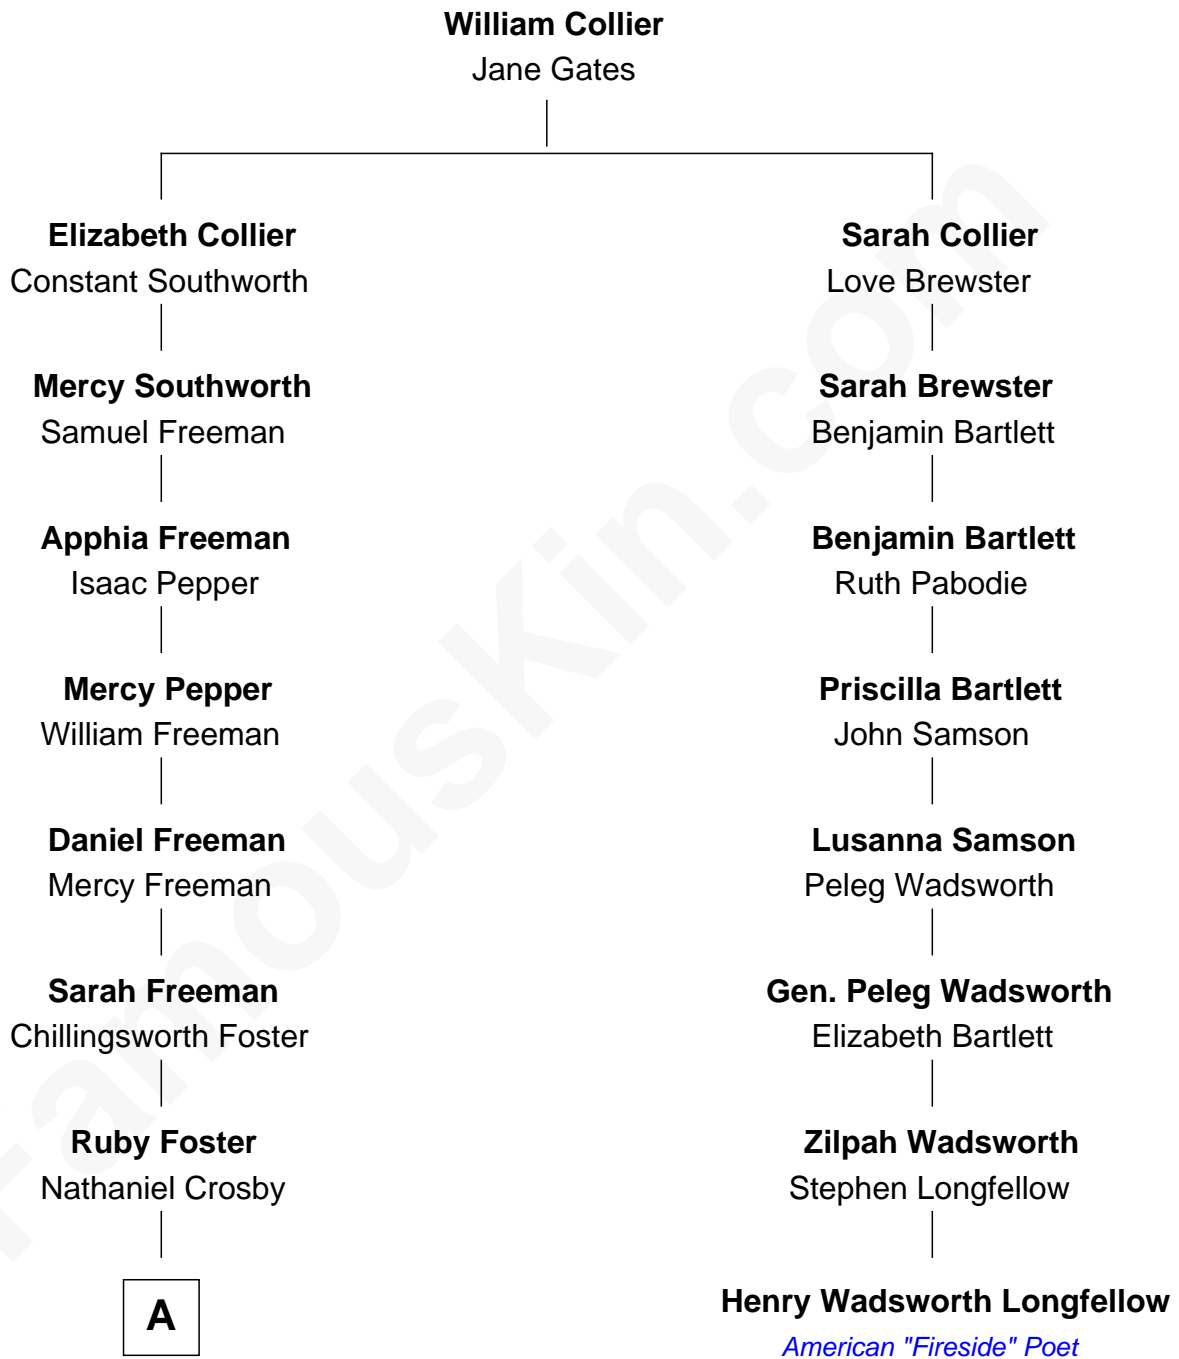 William Collier
Jane Gates
Elizabeth Collier
Constant Southworth
Sarah Collier
Love Brewster
Mercy Southworth
Samuel Freeman
Sarah Brewster
Benjamin Bartlett
Apphia Freeman
Isaac Pepper
Benjamin Bartlett
Ruth Pabodie
Mercy Pepper
William Freeman
Priscilla Bartlett
John Samson
Daniel Freeman
Mercy Freeman
Lusanna Samson
Peleg Wadsworth
Sarah Freeman
Chillingsworth Foster
Gen. Peleg Wadsworth
Elizabeth Bartlett
Ruby Foster
Nathaniel Crosby
Zilpah Wadsworth
Stephen Longfellow
A
Henry Wadsworth Longfellow
American "Fireside" Poet
FamousKin.com